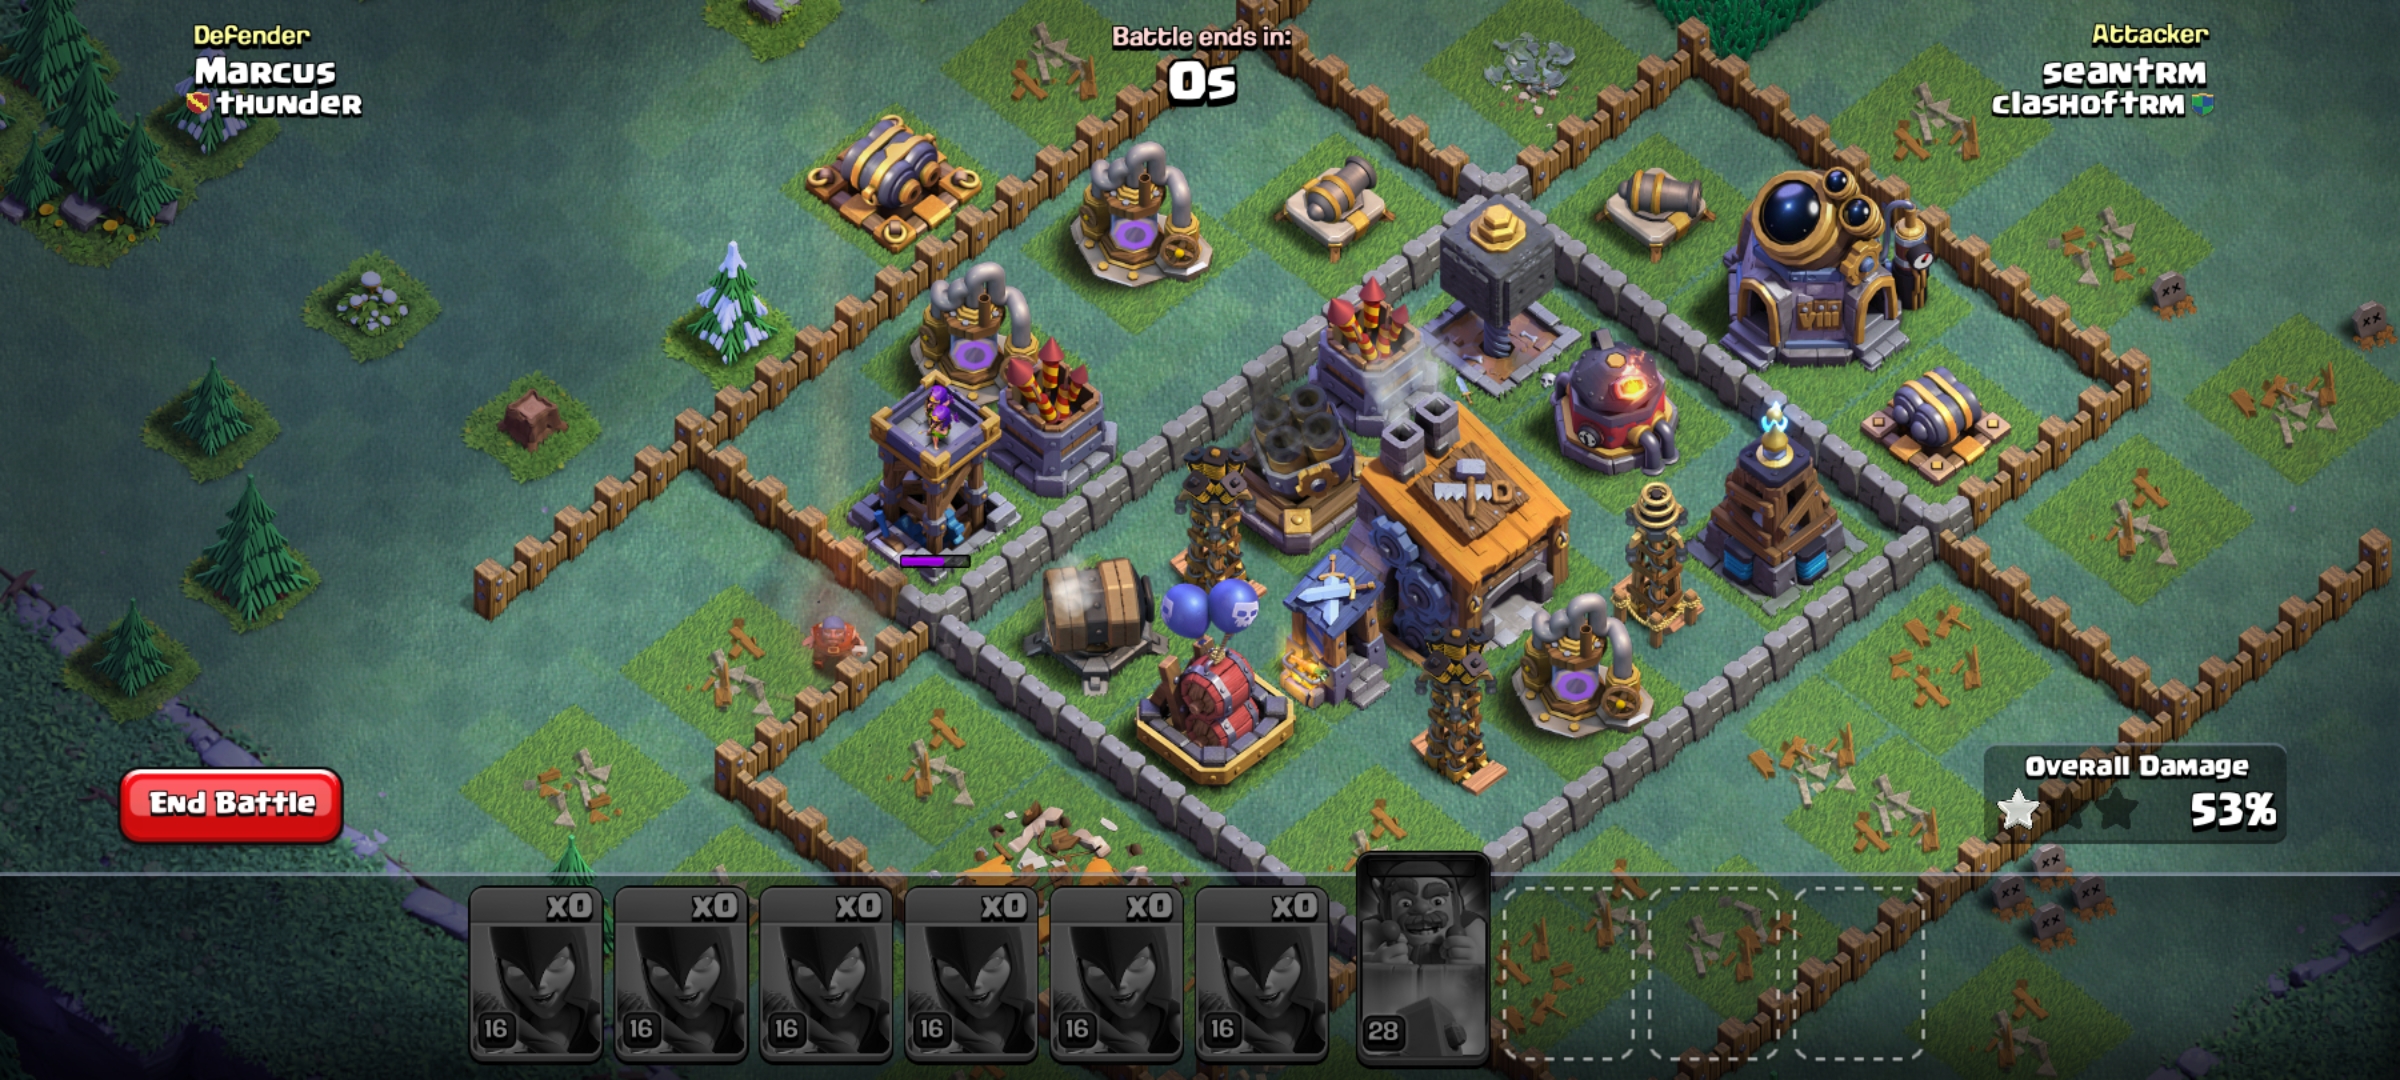 Defender
Marcus
thunder
Battle ends in:
0s
Attacker
seantrm
clashoftrm
VIII
End Battle
Overall Damage
53%
x0
x0
x0
x0
x0
x0
16
16
16
16
16
16
28